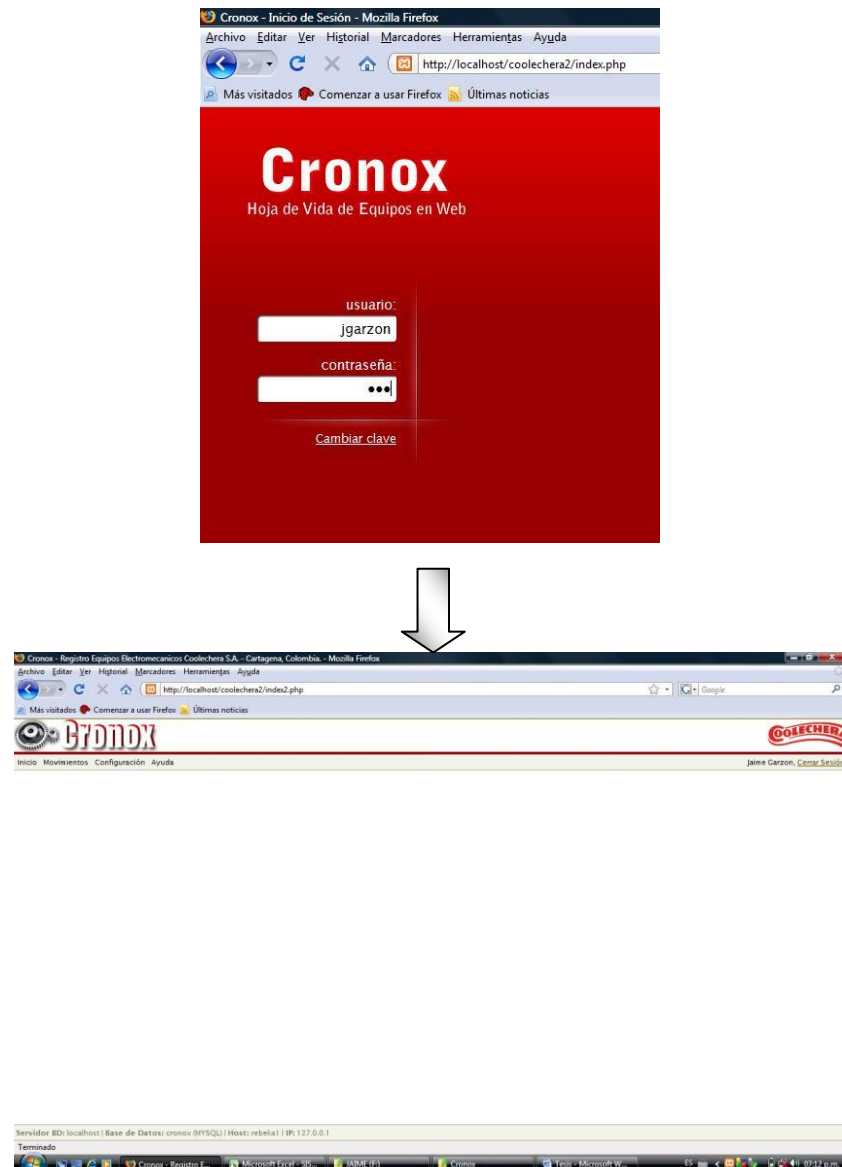 Cronox - Inicio de Sesión - Mozilla Firefox
Archivo Editar Ver Historial Marcadores Herramientas Ayuda
http://localhost/coolechera2/index.php
Más visitados Comenzar a usar Firefox Últimas noticias
Cronox
Hoja de Vida de Equipos en Web
usuario:
jgarzon
contraseña:
•••
Cambiar clave
Cronox - Registro Equipos Electromecanicos Coolechera S.A. - Cartagena, Colombia. - Mozilla Firefox
Archivo Editar Ver Historial Marcadores Herramientas Ayuda
http://localhost/coolechera2/index2.php
Google
Más visitados Comenzar a usar Firefox Últimas noticias
Cronox
COOLECHERA
Inicio Movimientos Configuración Ayuda
Jaime Garzon, Cerrar Sesión
Servidor BD: localhost | Base de Datos: cronox (MYSQL) | Host: rebeka1 | IP: 127.0.0.1
Terminado
Cronox - Registro E... Microsoft Excel - SIS... JAIME (F:) Cronox Tesis - Microsoft W... ES 07:12 p.m.